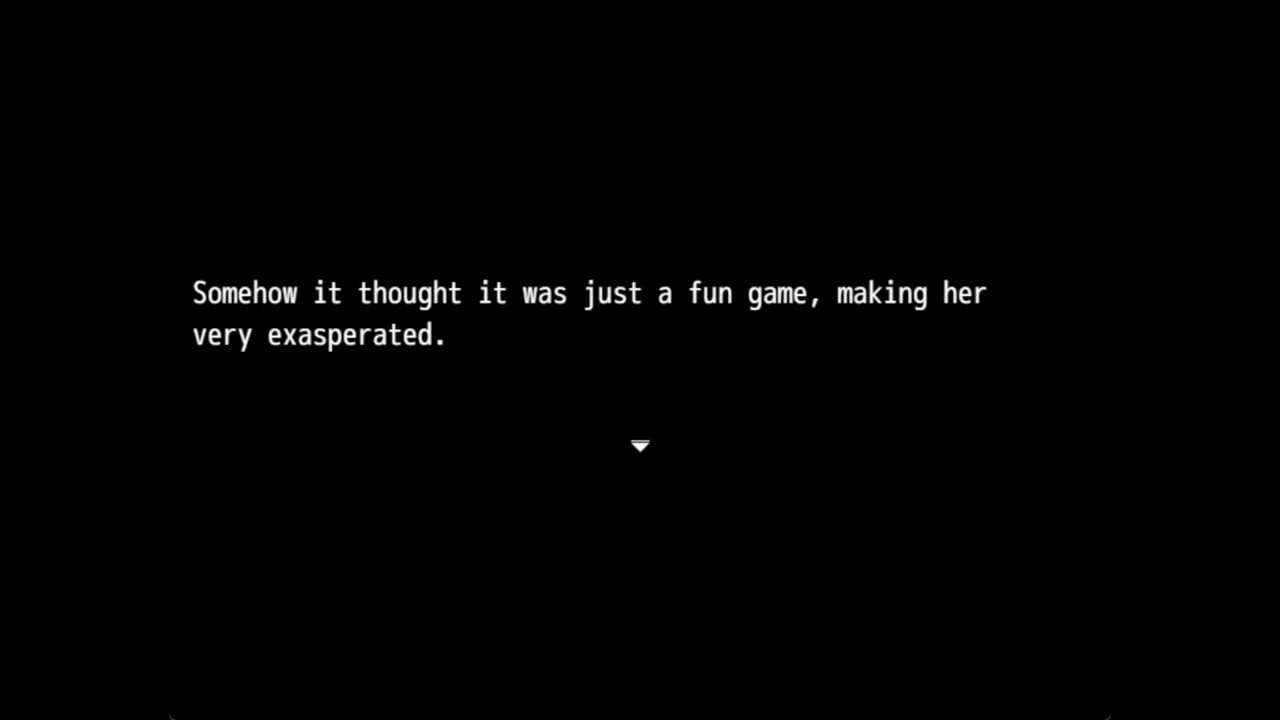 Somehow it thought it was just a fun game, making her
very exasperated.